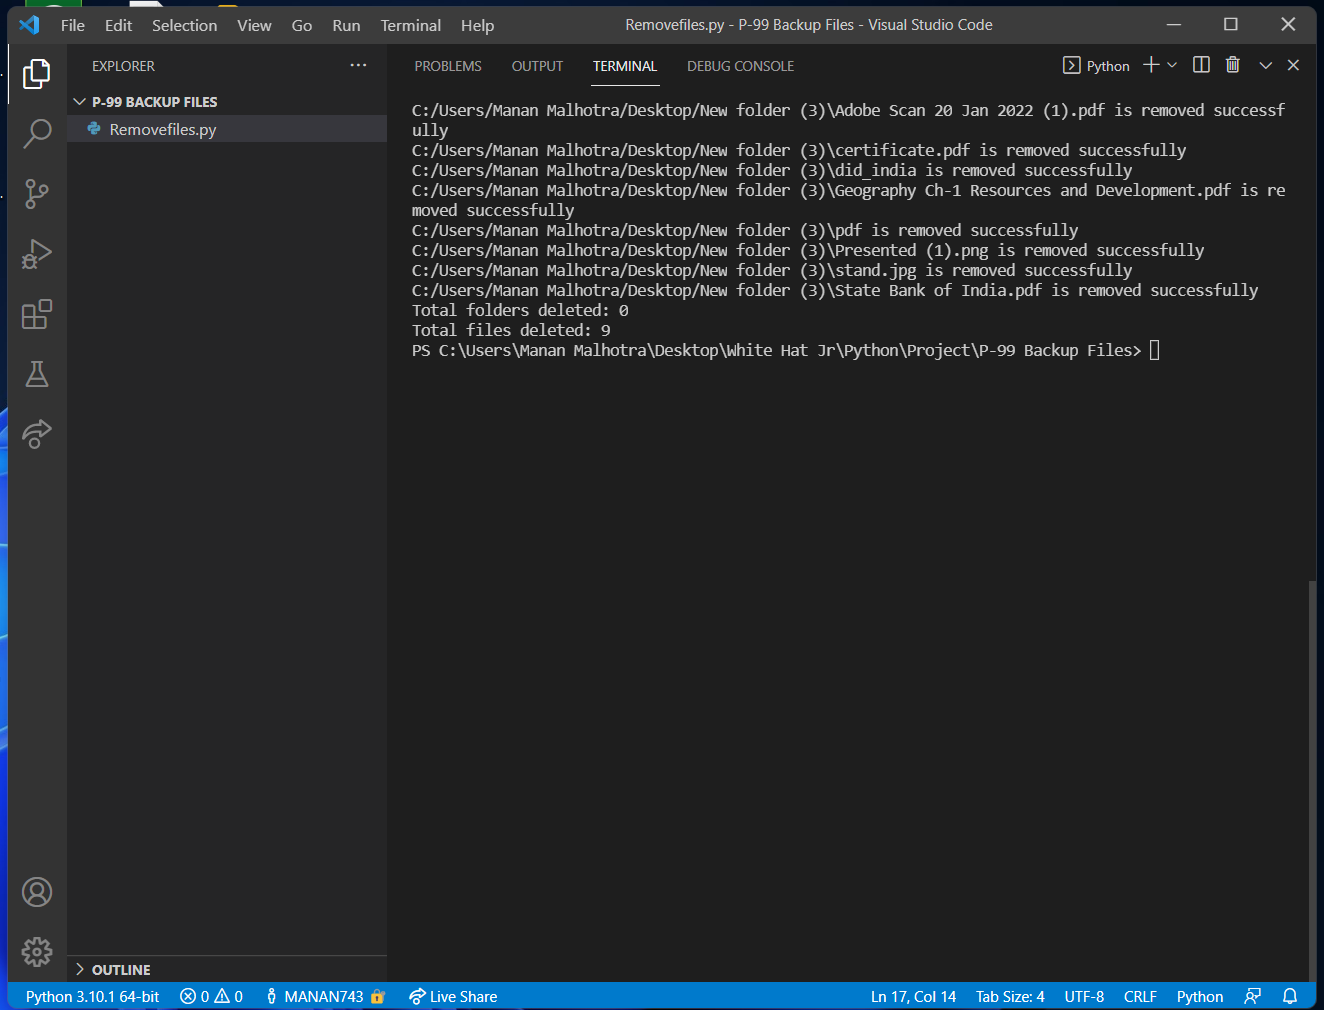 File Edit Selection View Go Run Terminal Help Removefiles.py - P-99 Backup Files - Visual Studio Code
EXPLORER
P-99 BACKUP FILES
Removefiles.py
PROBLEMS OUTPUT TERMINAL DEBUG CONSOLE Python
C:/Users/Manan Malhotra/Desktop/New folder (3)\Adobe Scan 20 Jan 2022 (1).pdf is removed successf
ully
C:/Users/Manan Malhotra/Desktop/New folder (3)\certificate.pdf is removed successfully
C:/Users/Manan Malhotra/Desktop/New folder (3)\did_india is removed successfully
C:/Users/Manan Malhotra/Desktop/New folder (3)\Geography Ch-1 Resources and Development.pdf is re
moved successfully
C:/Users/Manan Malhotra/Desktop/New folder (3)\pdf is removed successfully
C:/Users/Manan Malhotra/Desktop/New folder (3)\Presented (1).png is removed successfully
C:/Users/Manan Malhotra/Desktop/New folder (3)\stand.jpg is removed successfully
C:/Users/Manan Malhotra/Desktop/New folder (3)\State Bank of India.pdf is removed successfully
Total folders deleted: 0
Total files deleted: 9
PS C:\Users\Manan Malhotra\Desktop\White Hat Jr\Python\Project\P-99 Backup Files>
OUTLINE
Python 3.10.1 64-bit 0 0 MANAN743 Live Share Ln 17, Col 14 Tab Size: 4 UTF-8 CRLF Python